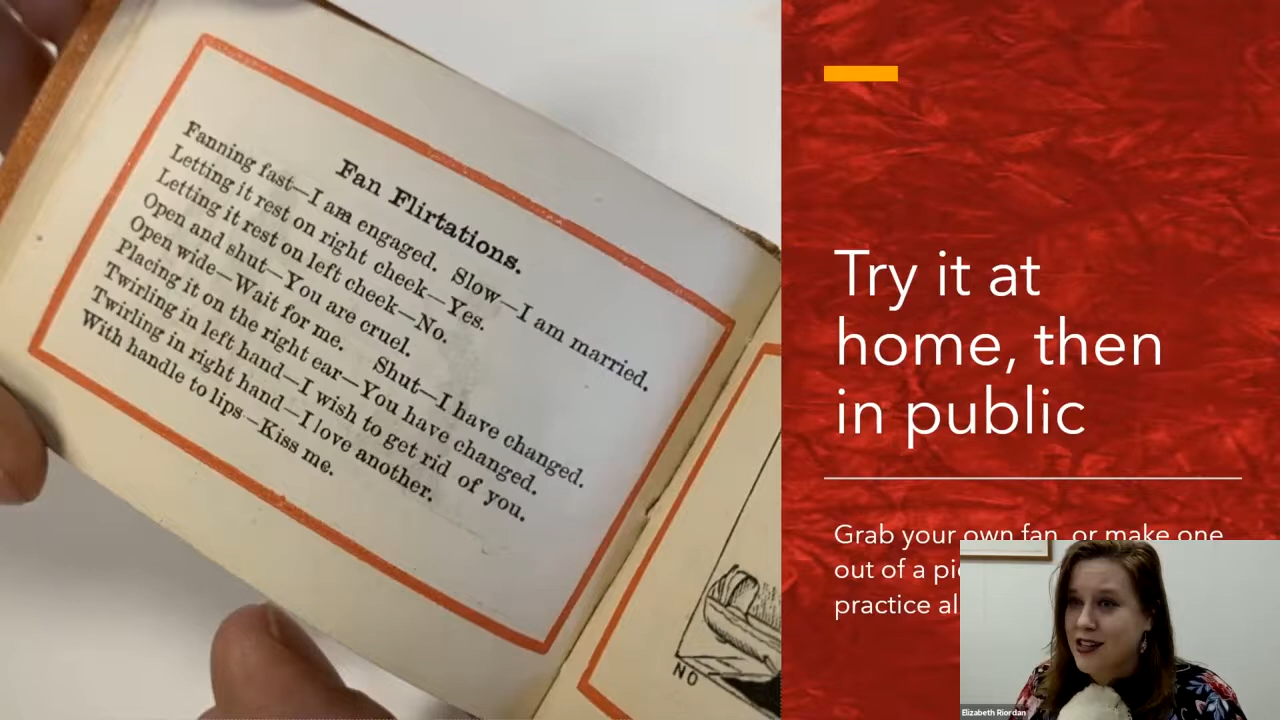 Fan Flirtations.
Fanning fast—I am engaged. Slow—I am married.
Letting it rest on right cheek—Yes.
Letting it rest on left cheek—No.
Open and shut—You are cruel.
Open wide—Wait for me. Shut—I have changed.
Placing it on the right ear—You have changed.
Twirling in left hand—I wish to get rid of you.
Twirling in right hand—I love another.
With handle to lips—Kiss me.
NO
Try it at
home, then
in public
Grab your own fan, or make one
out of a
practice
Elizabeth Riordan